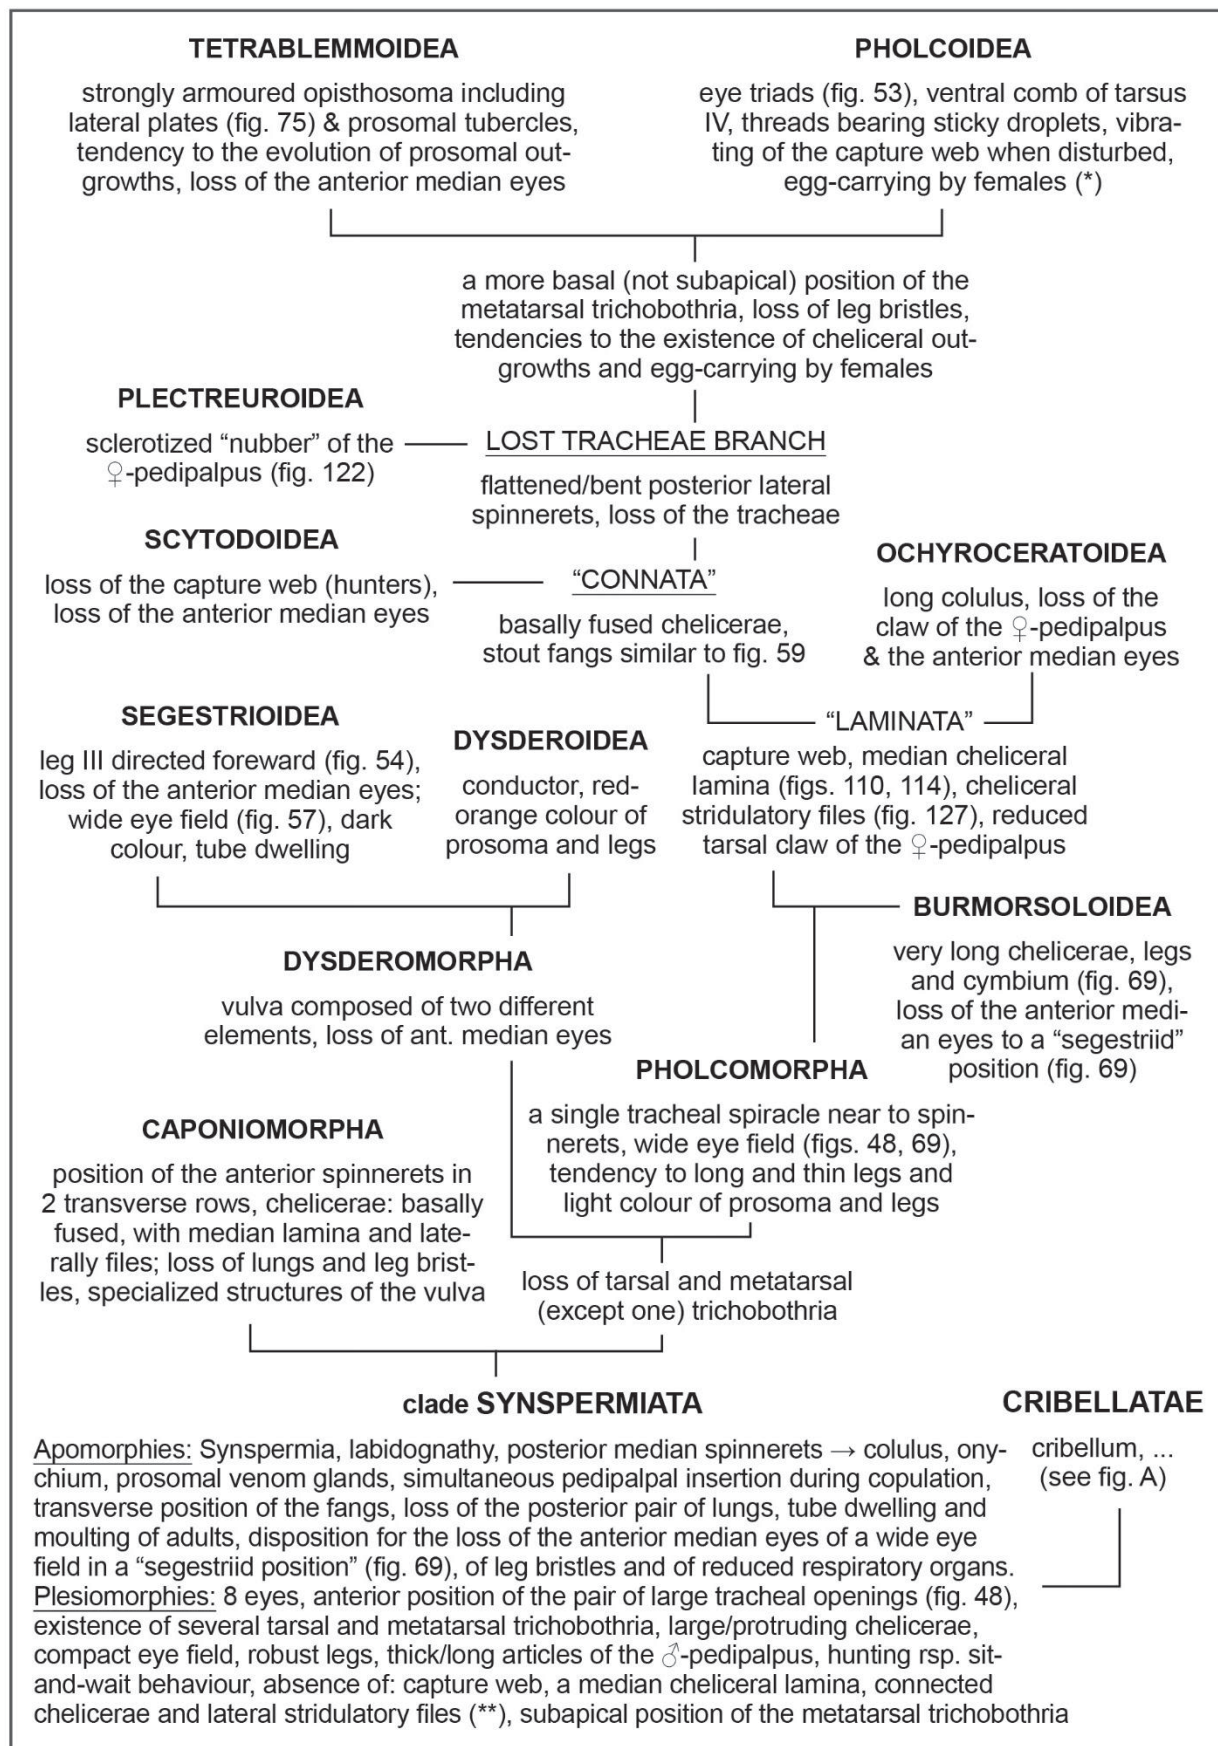 TETRABLEMMOIDEA
strongly armoured opisthosoma including
lateral plates (fig. 75) & prosomal tubercles,
tendency to the evolution of prosomal out-
growths, loss of the anterior median eyes
PHOLCOIDEA
eye triads (fig. 53), ventral comb of tarsus
IV, threads bearing sticky droplets, vibra-
ting of the capture web when disturbed,
egg-carrying by females (*)
a more basal (not subapical) position of the
metatarsal trichobothria, loss of leg bristles,
tendencies to the existence of cheliceral out-
growths and egg-carrying by females
PLECTREUROIDEA
sclerotized “nubber” of the
♀-pedipalpus (fig. 122)
LOST TRACHEAE BRANCH
flattened/bent posterior lateral
spinnerets, loss of the tracheae
SCYTODOIDEA
loss of the capture web (hunters),
loss of the anterior median eyes
“CONNATA”
basally fused chelicerae,
stout fangs similar to fig. 59
OCHYROCERATOIDEA
long colulus, loss of the
claw of the ♀-pedipalpus
& the anterior median eyes
SEGESTRIOIDEA
leg III directed foreward (fig. 54),
loss of the anterior median eyes;
wide eye field (fig. 57), dark
colour, tube dwelling
DYSDEROIDEA
conductor, red-
orange colour of
prosoma and legs
“LAMINATA”
capture web, median cheliceral
lamina (figs. 110, 114), cheliceral
stridulatory files (fig. 127), reduced
tarsal claw of the ♀-pedipalpus
BURMORSOLOIDEA
very long chelicerae, legs
and cymbium (fig. 69),
loss of the anterior medi-
an eyes to a “segestriid”
position (fig. 69)
DYSDEROMORPHA
vulva composed of two different
elements, loss of ant. median eyes
PHOLCOMORPHA
a single tracheal spiracle near to spin-
nerets, wide eye field (figs. 48, 69),
tendency to long and thin legs and
light colour of prosoma and legs
CAPONIOMORPHA
position of the anterior spinnerets in
2 transverse rows, chelicerae: basally
fused, with median lamina and late-
rally files; loss of lungs and leg brist-
les, specialized structures of the vulva
loss of tarsal and metatarsal
(except one) trichobothria
clade SYNSPERMIATA
Apomorphies: Synspermia, labidognathy, posterior median spinnerets → colulus, ony-
chium, prosomal venom glands, simultaneous pedipalpal insertion during copulation,
transverse position of the fangs, loss of the posterior pair of lungs, tube dwelling and
moulting of adults, disposition for the loss of the anterior median eyes of a wide eye
field in a “segestriid position” (fig. 69), of leg bristles and of reduced respiratory organs.
Plesiomorphies: 8 eyes, anterior position of the pair of large tracheal openings (fig. 48),
existence of several tarsal and metatarsal trichobothria, large/protruding chelicerae,
compact eye field, robust legs, thick/long articles of the ♂-pedipalpus, hunting rsp. sit-
and-wait behaviour, absence of: capture web, a median cheliceral lamina, connected
chelicerae and lateral stridulatory files (**), subapical position of the metatarsal trichobothria
CRIBELLATAE
cribellum, ...
(see fig. A)